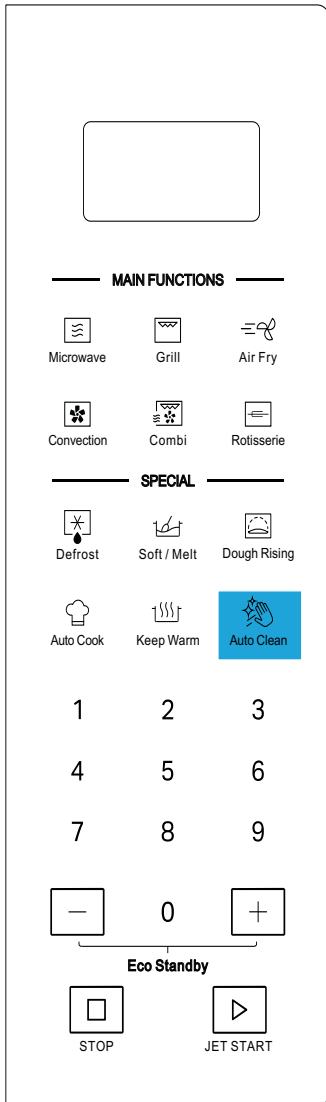 MAIN FUNCTIONS
Microwave Grill Air Fry
Convection Combi Rotisserie
SPECIAL
Defrost Soft / Melt Dough Rising
Auto Cook Keep Warm Auto Clean
1 2 3
4 5 6
7 8 9
− 0 +
Eco Standby
STOP JET START